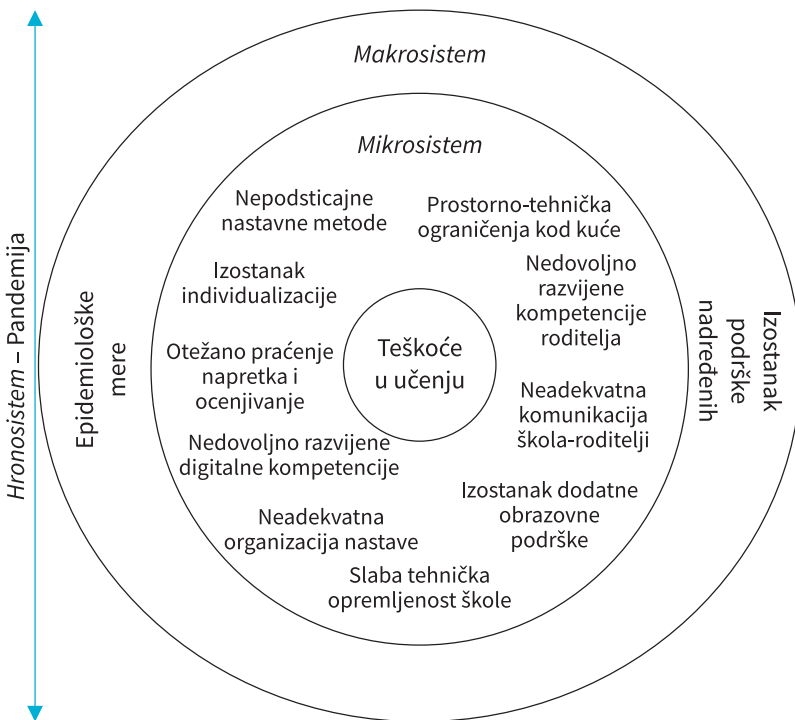 Makrosistem
Mikrosistem
Nepodsticajne
nastavne metode
Prostorno-tehnička
ograničenja kod kuće
Izostanak
individualizacije
Nedovoljno
razvijene
kompetencije
roditelja
Otežano praćenje
napretka i
ocenjivanje
Teškoće
u učenju
Neadekvatna
komunikacija
škola-roditelji
Nedovoljno razvijene
digitalne kompetencije
Izostanak dodatne
obrazovne
podrške
Neadekvatna
organizacija nastave
Slaba tehnička
opremljenost škole
Hronosistem – Pandemija
Epidemiološke
mere
Izostanak
podrške
nadređenih